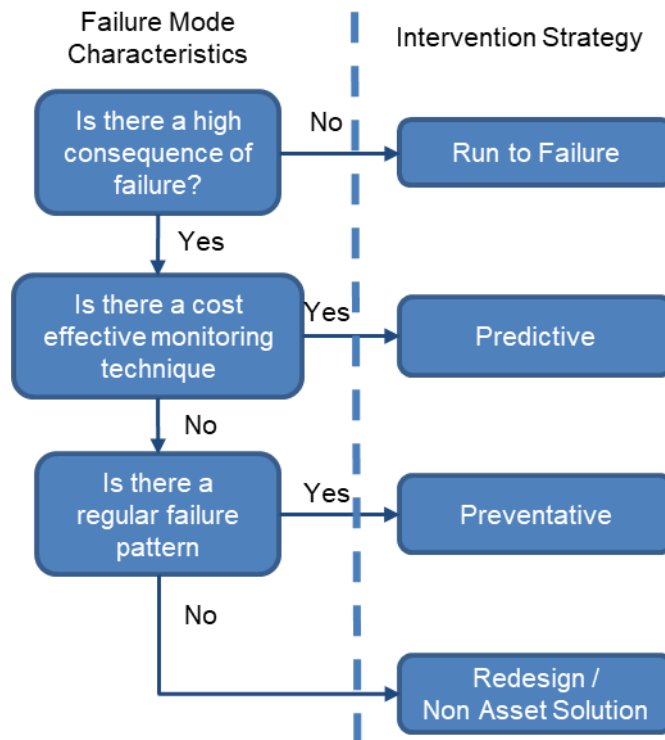 Failure Mode
Characteristics
Intervention Strategy
Is there a high
consequence of
failure?
No
Run to Failure
Yes
Is there a cost
effective monitoring
technique
Yes
Predictive
No
Is there a
regular failure
pattern
Yes
Preventative
No
Redesign /
Non Asset Solution